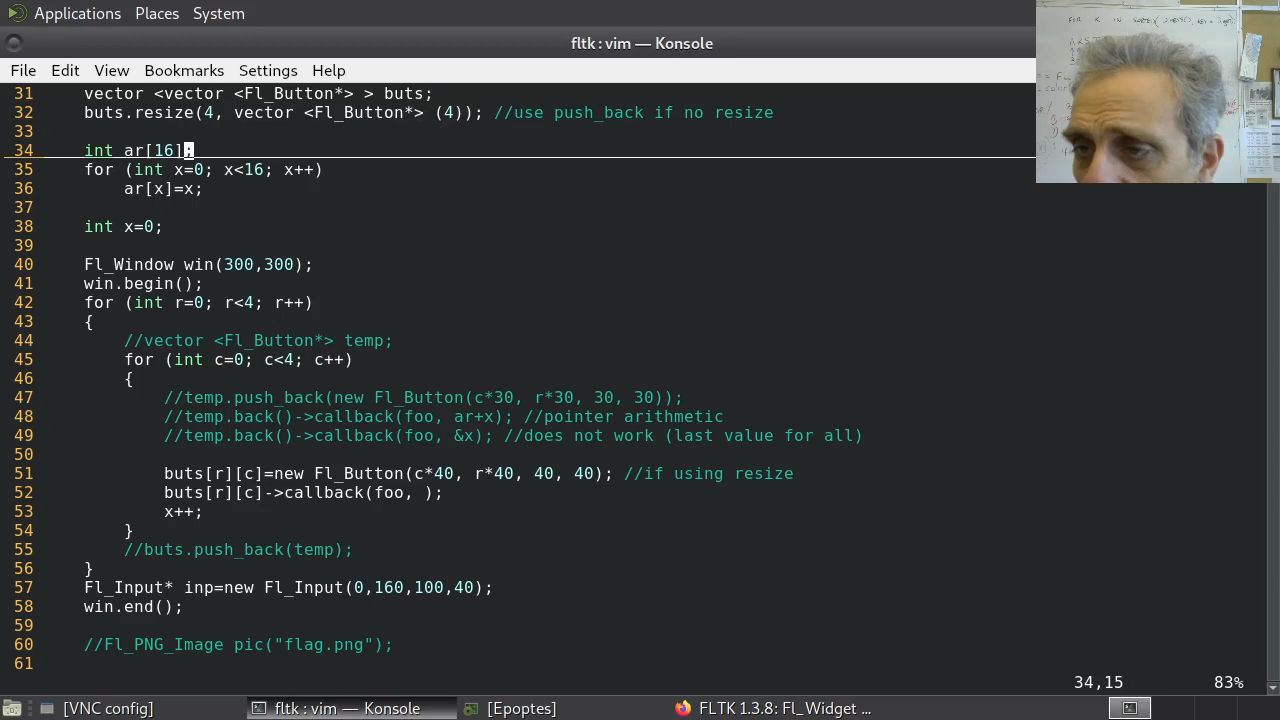 Applications Places System
fltk : vim — Konsole
File Edit View Bookmarks Settings Help
31 vector <vector <Fl_Button*> > buts;
32 buts.resize(4, vector <Fl_Button*> (4)); //use push_back if no resize
33
34 int ar[16];
35 for (int x=0; x<16; x++)
36 ar[x]=x;
37
38 int x=0;
39
40 Fl_Window win(300,300);
41 win.begin();
42 for (int r=0; r<4; r++)
43 {
44 //vector <Fl_Button*> temp;
45 for (int c=0; c<4; c++)
46 {
47 //temp.push_back(new Fl_Button(c*30, r*30, 30, 30));
48 //temp.back()->callback(foo, ar+x); //pointer arithmetic
49 //temp.back()->callback(foo, &x); //does not work (last value for all)
50
51 buts[r][c]=new Fl_Button(c*40, r*40, 40, 40); //if using resize
52 buts[r][c]->callback(foo, );
53 x++;
54 }
55 //buts.push_back(temp);
56 }
57 Fl_Input* inp=new Fl_Input(0,160,100,40);
58 win.end();
59
60 //Fl_PNG_Image pic("flag.png");
61
34,15 83%
[VNC config] fltk : vim — Konsole [Epoptes] FLTK 1.3.8: Fl_Widget ...